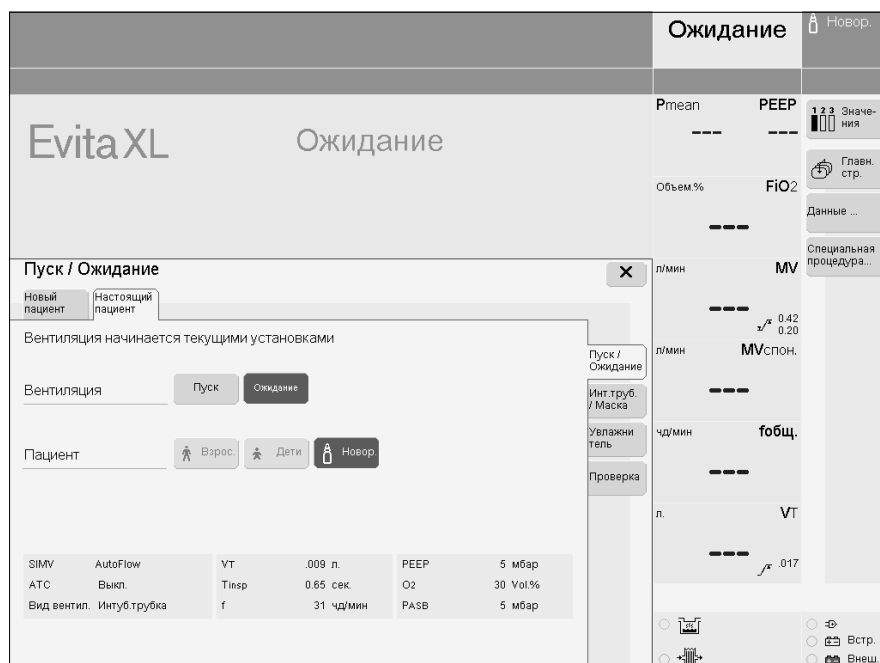 Ожидание
Новор.
Evita XL
Ожидание
Pmean PEEP
--- ---
1 2 3 Значе-
ния
Главн.
стр.
Объем.% FiO2
---
Данные ...
Специальная
процедура...
Пуск / Ожидание
л/мин MV
---
0.42
0.20
Новый
пациент
Настоящий
пациент
Вентиляция начинается текущими установками
Вентиляция Пуск Ожидание
Пациент Взрос. Дети Новор.
Пуск /
Ожидание
Инт.труб.
/ Маска
Увлажни
тель
Проверка
л/мин MVспон.
---
чд/мин fобщ.
---
л. VT
---
.017
SIMV AutoFlow VT .009 л. PEEP 5 мбар
ATC Выкл. Tinsp 0.65 сек. O2 30 Vol.%
Вид вентил. Интуб.трубка f 31 чд/мин PASB 5 мбар
Встр.
Внеш.